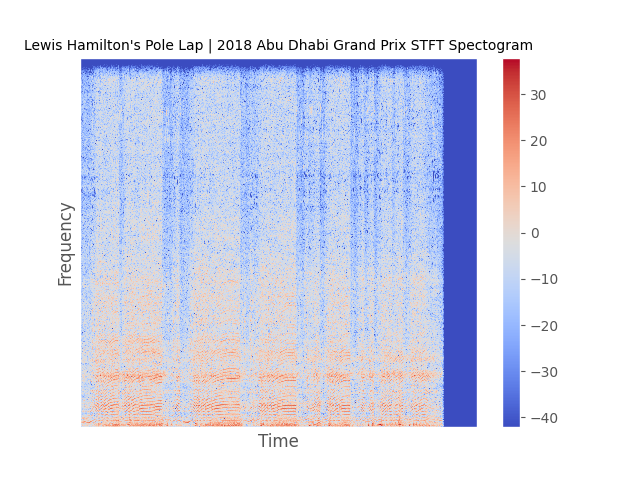 Lewis Hamilton's Pole Lap | 2018 Abu Dhabi Grand Prix STFT Spectogram
Frequency
Time
30
20
10
0
−10
−20
−30
−40